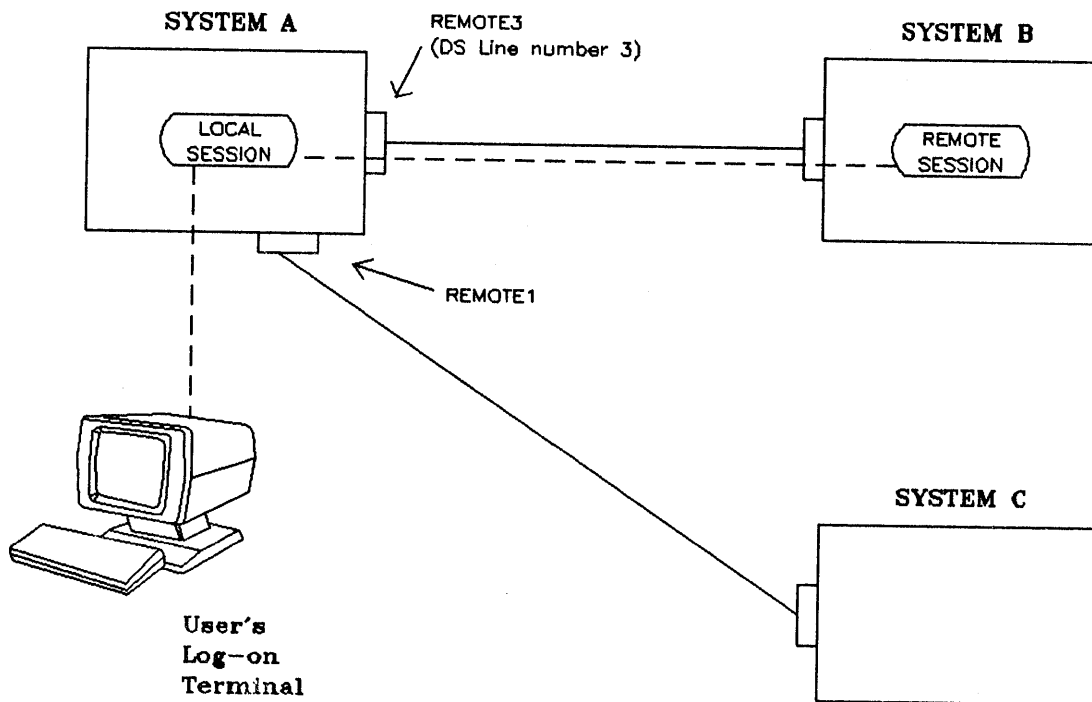 SYSTEM A
REMOTE3
(DS Line number 3)
SYSTEM B
LOCAL
SESSION
REMOTE
SESSION
REMOTE1
SYSTEM C
User's
Log-on
Terminal